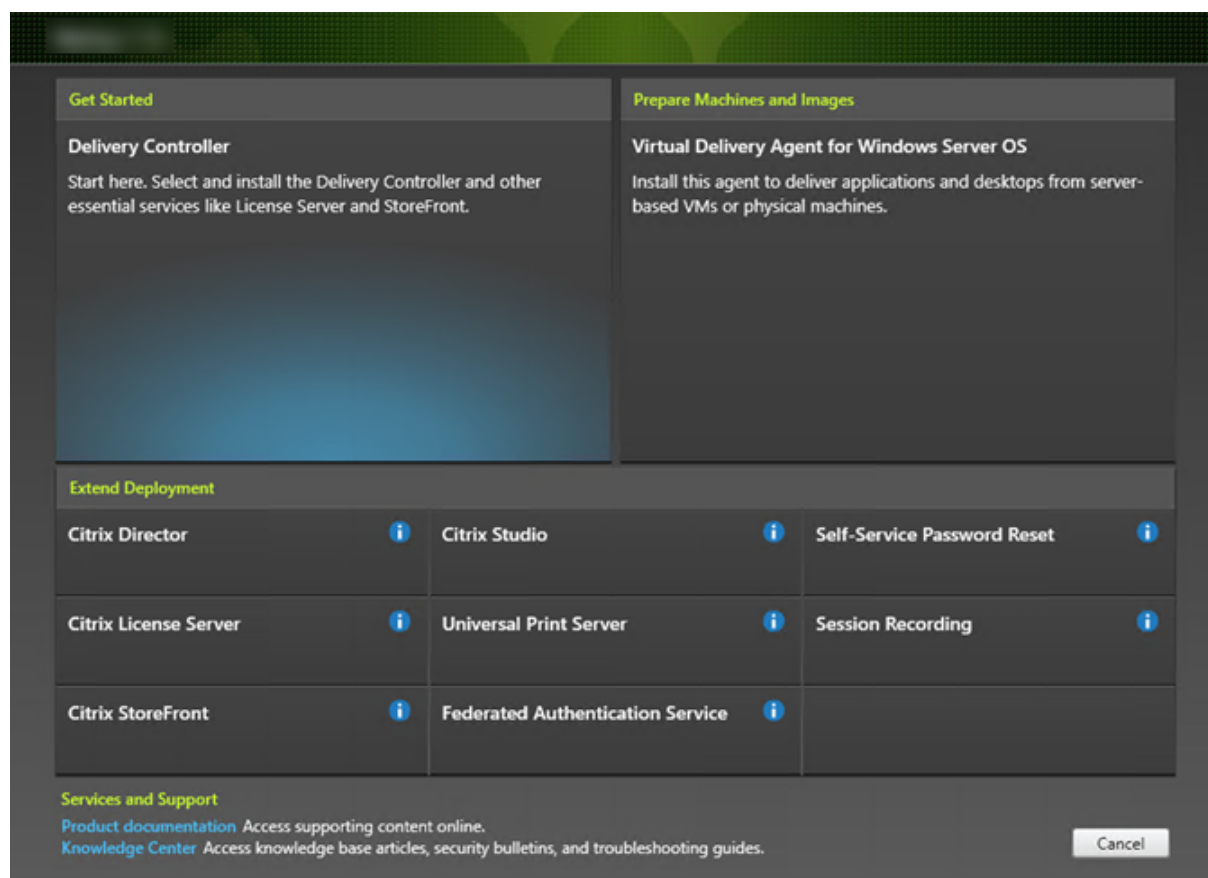 Get Started
Prepare Machines and Images
Delivery Controller
Start here. Select and install the Delivery Controller and other
essential services like License Server and StoreFront.
Virtual Delivery Agent for Windows Server OS
Install this agent to deliver applications and desktops from server-
based VMs or physical machines.
Extend Deployment
Citrix Director
Citrix Studio
Self-Service Password Reset
Citrix License Server
Universal Print Server
Session Recording
Citrix StoreFront
Federated Authentication Service
Services and Support
Product documentation Access supporting content online.
Knowledge Center Access knowledge base articles, security bulletins, and troubleshooting guides.
Cancel